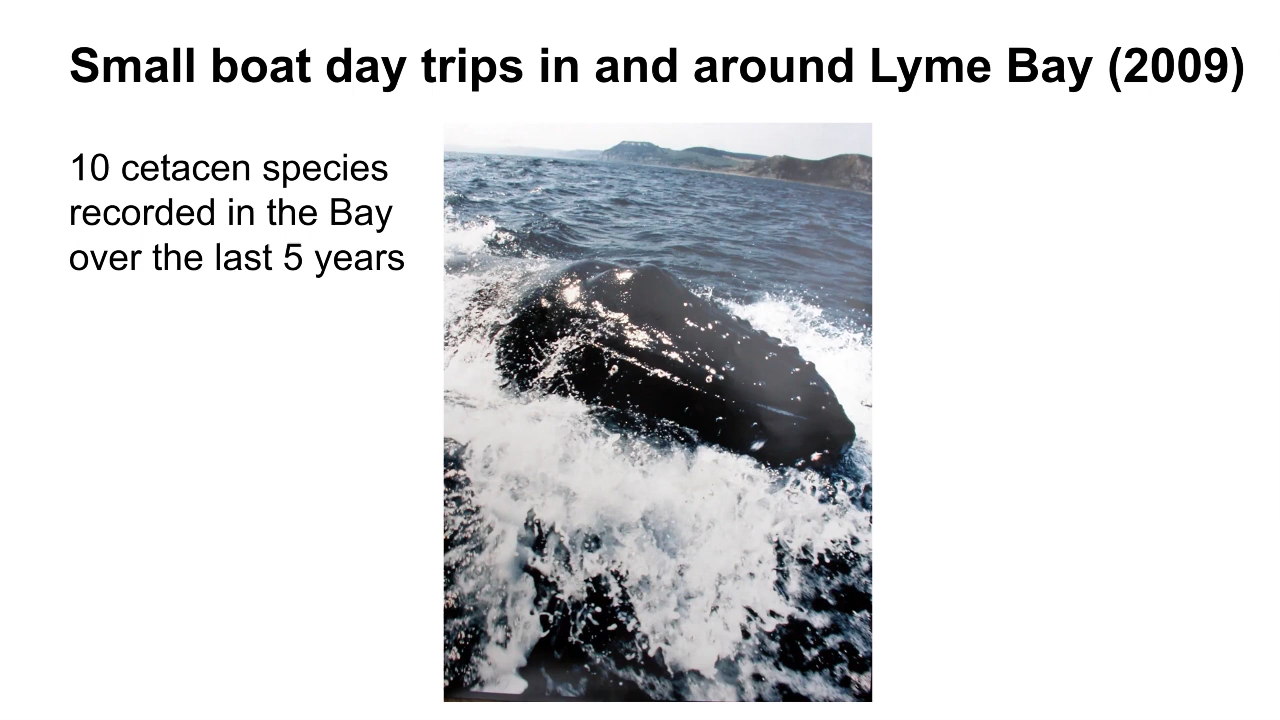 Small boat day trips in and around Lyme Bay (2009)
10 cetacen species
recorded in the Bay
over the last 5 years